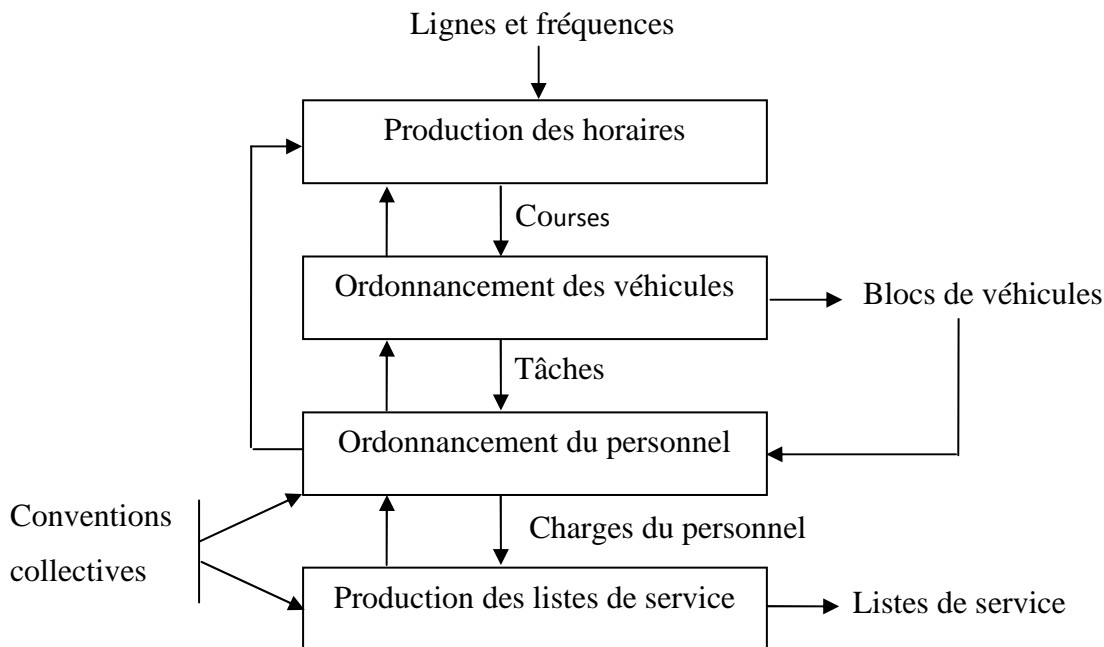 Lignes et fréquences
Production des horaires
Courses
Ordonnancement des véhicules
Blocs de véhicules
Tâches
Ordonnancement du personnel
Conventions
collectives
Charges du personnel
Production des listes de service
Listes de service